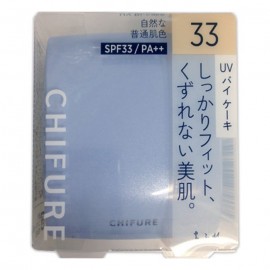 自然な
普通肌色
SPF33 / PA++
33
UV バイ ケーキ
しっかりフィット、
くずれない美肌。
CHIFURE
CHIFURE